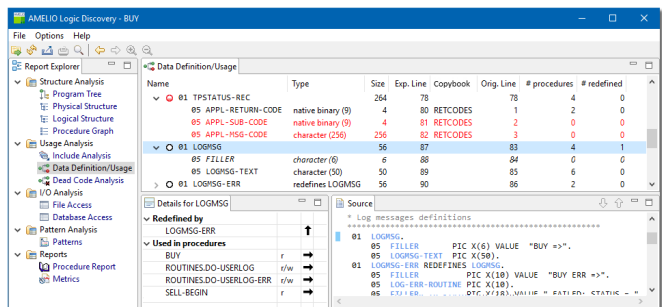 AMELIO Logic Discovery - BUY
File Options Help
Report Explorer
Structure Analysis
Program Tree
Physical Structure
Logical Structure
Procedure Graph
Usage Analysis
Include Analysis
Data Definition/Usage
Dead Code Analysis
I/O Analysis
File Access
Database Access
Pattern Analysis
Patterns
Reports
Procedure Report
Metrics
Data Definition/Usage
Name Type Size Exp. Line Copybook Orig. Line # procedures # redefined
01 TPSTATUS-REC 264 78 78 4 0
05 APPL-RETURN-CODE native binary (9) 4 80 RETCODES 1 2 0
05 APPL-SUB-CODE native binary (9) 4 81 RETCODES 2 0 0
05 APPL-MSG-CODE character (256) 256 82 RETCODES 3 0 0
01 LOGMSG 56 87 83 4 1
05 FILLER character (6) 6 88 84 0 0
05 LOGMSG-TEXT character (50) 50 89 85 6 0
01 LOGMSG-ERR redefines LOGMSG 56 90 86 2 0
Details for LOGMSG
Redefined by
LOGMSG-ERR
Used in procedures
BUY r
ROUTINES.DO-USERLOG r/w
ROUTINES.DO-USERLOG-ERR r/w
SELL-BEGIN r
Source
* Log messages definitions
01 LOGMSG.
05 FILLER PIC X(6) VALUE "BUY =>".
05 LOGMSG-TEXT PIC X(50).
01 LOGMSG-ERR REDEFINES LOGMSG.
05 FILLER PIC X(10) VALUE "BUY ERR =>".
05 LOG-ERR-ROUTINE PIC X(10).
05 FILLER PIC X(18) VALUE " FAILED: STATUS = "